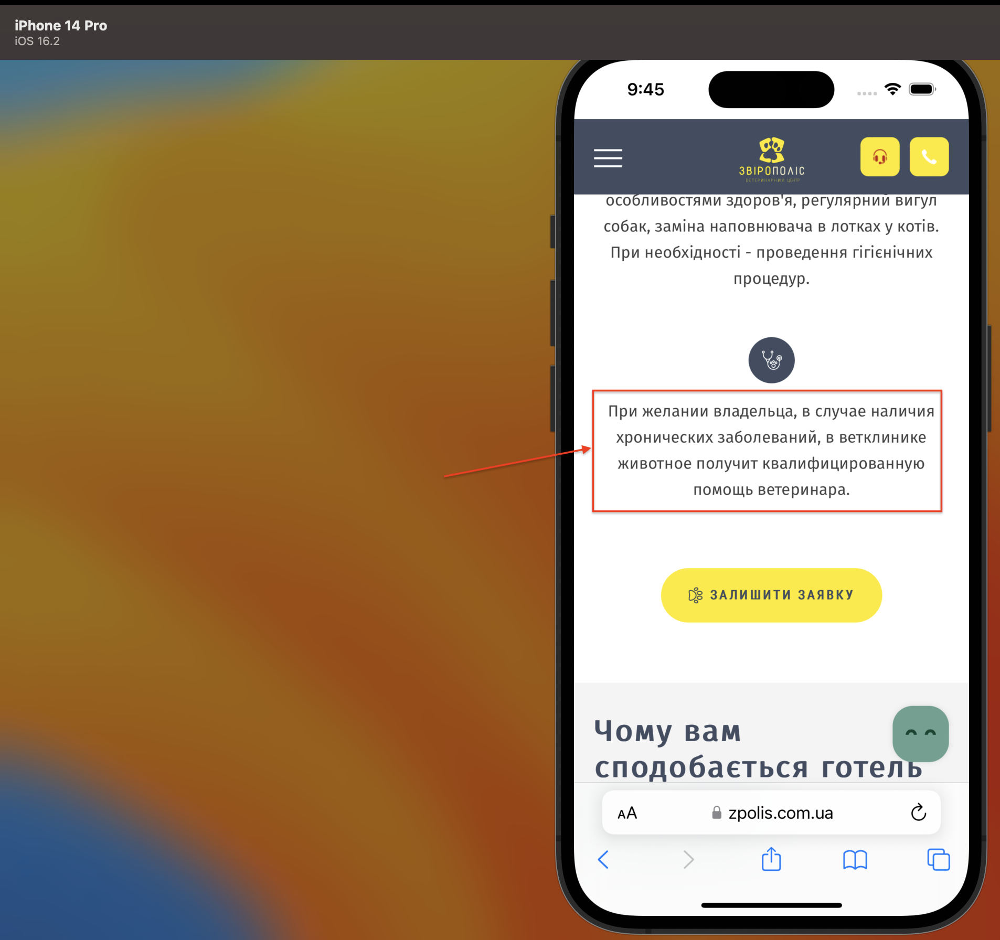 iPhone 14 Pro
iOS 16.2
9:45
ЗВІРОПОЛІС
ВЕТЕРИНАРНИЙ ЦЕНТР
особливостями здоров'я, регулярний вигул
собак, заміна наповнювача в лотках у котів.
При необхідності - проведення гігієнічних
процедур.
При желании владельца, в случае наличия
хронических заболеваний, в ветклинике
животное получит квалифицированную
помощь ветеринара.
ЗАЛИШИТИ ЗАЯВКУ
Чому вам
сподобається готель
AA zpolis.com.ua